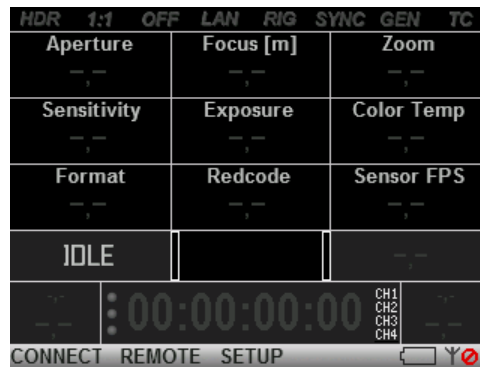 HDR 1:1 OFF LAN RIG SYNC GEN TC
Aperture Focus [m] Zoom
-,- -,- -,-
Sensitivity Exposure Color Temp
-,- -,- -,-
Format Redcode Sensor FPS
-,- -,- -,-
IDLE -,-
-,- CH1
00:00:00:00 CH2
-,- CH3 -,-
CH4
CONNECT REMOTE SETUP